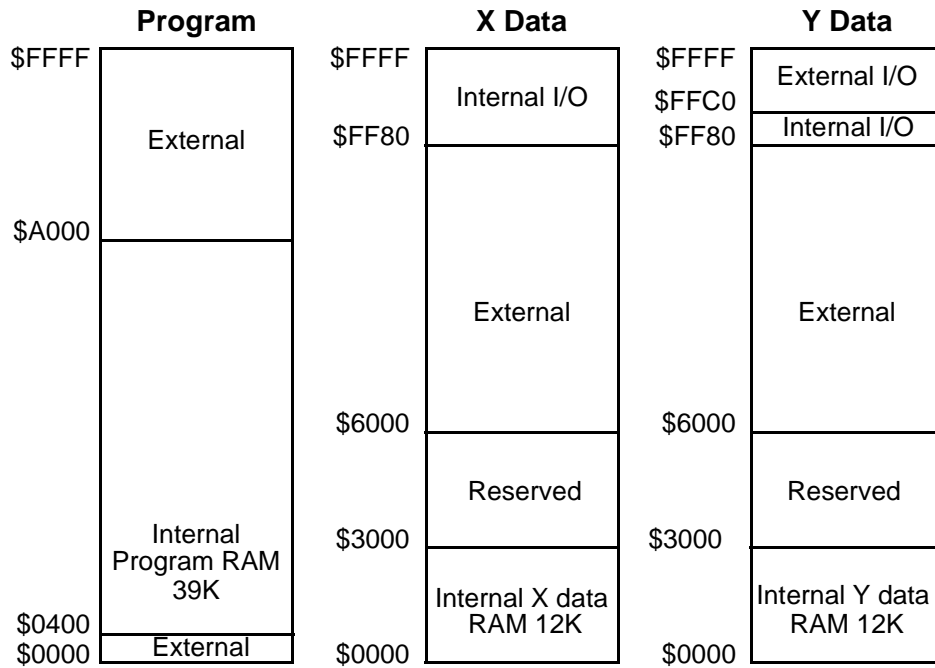 Program
$FFFF
External
$A000
Internal
Program RAM
39K
$0400
External
$0000
X Data
$FFFF
Internal I/O
$FF80
External
$6000
Reserved
$3000
Internal X data
RAM 12K
$0000
Y Data
$FFFF
External I/O
$FFC0
Internal I/O
$FF80
External
$6000
Reserved
$3000
Internal Y data
RAM 12K
$0000